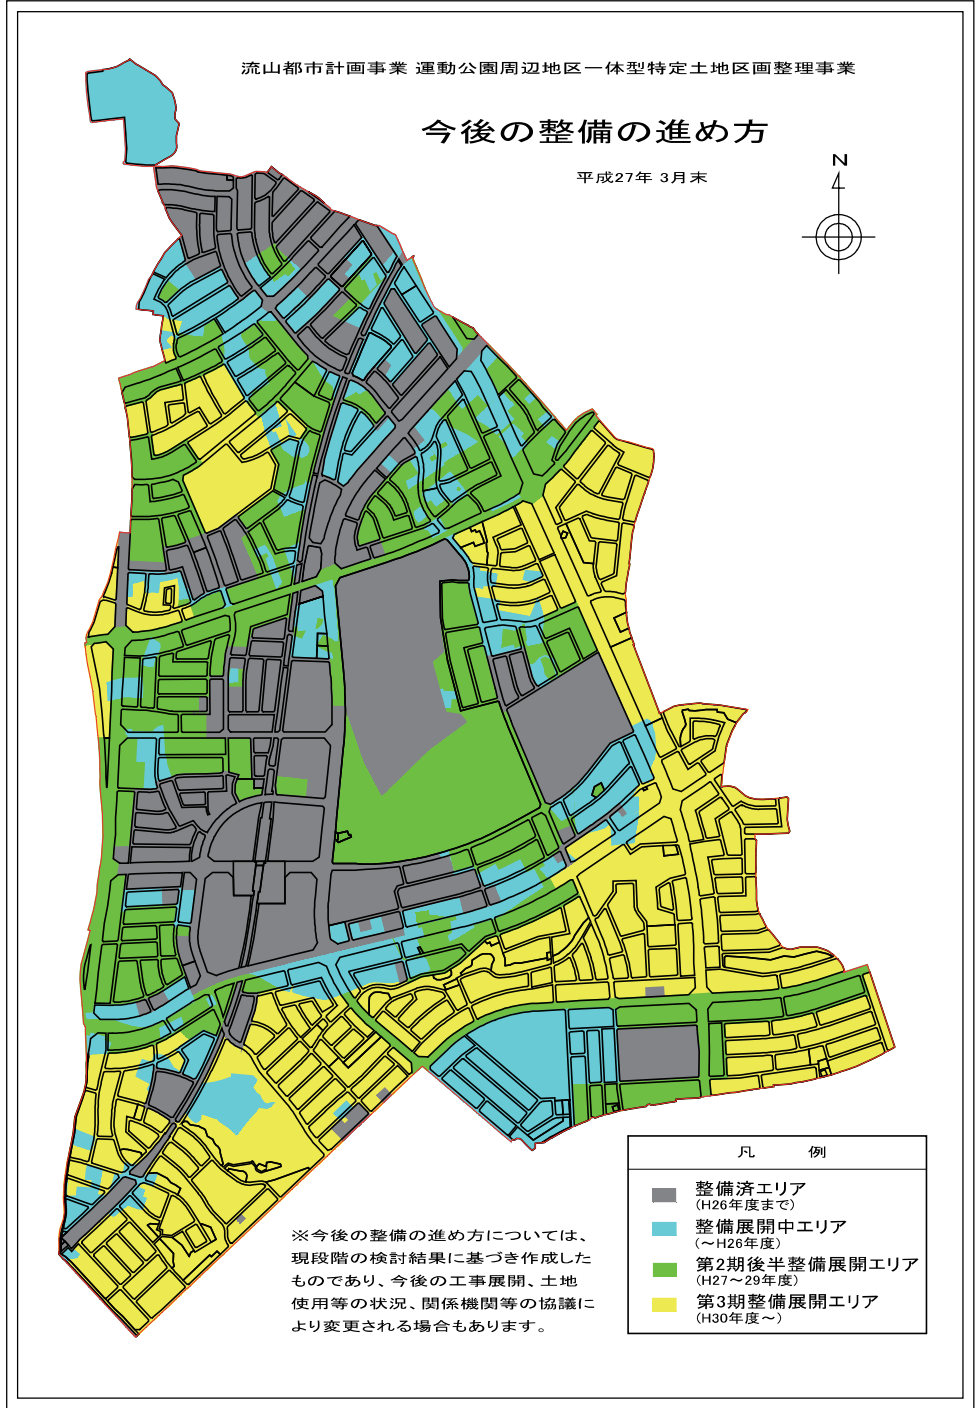 流山都市計画事業 運動公園周辺地区一体型特定土地区画整理事業
今後の整備の進め方
平成27年 3月末
N
凡 例
整備済エリア
(H26年度まで)
整備展開中エリア
(～H26年度)
第2期後半整備展開エリア
(H27～29年度)
第3期整備展開エリア
(H30年度～)
※今後の整備の進め方については、
現段階の検討結果に基づき作成した
ものであり、今後の工事展開、土地
使用等の状況、関係機関等の協議に
より変更される場合もあります。